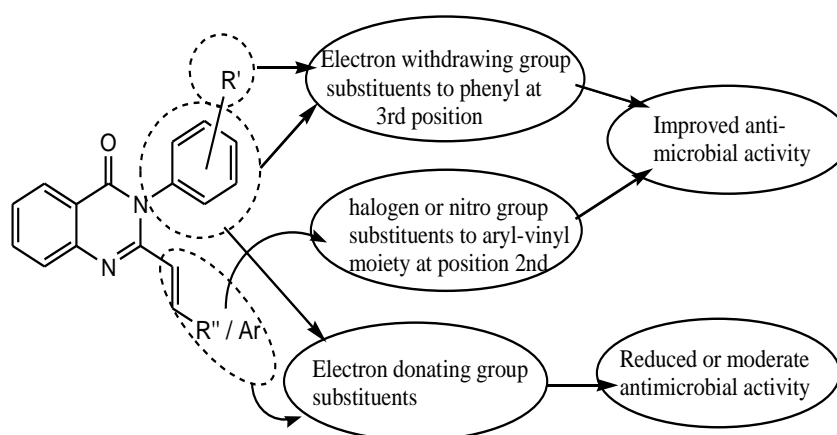 R'
Electron withdrawing group
substituents to phenyl at
3rd position
Improved anti-
microbial activity
O
N
N
halogen or nitro group
substituents to aryl-vinyl
moiety at position 2nd
R" / Ar
Electron donating group
substituents
Reduced or moderate
antimicrobial activity